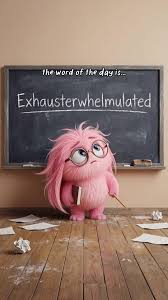 the word of the day is...
Exhausterwhelmulated